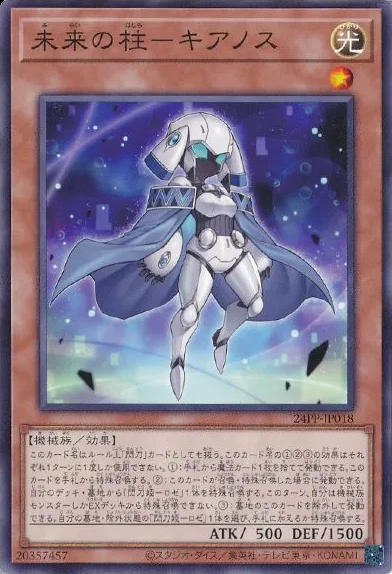 未来の柱－キアノス
光
24PP-JP018
【機械族／効果】
このカード名はルール上「閃刀」カードとしても扱う。このカード名の①②③の効果はそ
れぞれ1ターンに1度しか使用できない。①：手札から魔法カード1枚を捨てて発動できる。こ
のカードを手札から特殊召喚する。②：このカードが召喚・特殊召喚した場合に発動できる。
自分のデッキ・墓地から「閃刀姫－ロゼ」1体を特殊召喚する。このターン、自分は機械族
モンスターしかEXデッキから特殊召喚できない。③：墓地のこのカードを除外して発動
できる。自分の墓地・除外状態の「閃刀姫－ロゼ」1体を選び、手札に加えるか特殊召喚する。
ATK／ 500 DEF／1500
20357457
©スタジオ・ダイス／集英社・テレビ東京・KONAMI